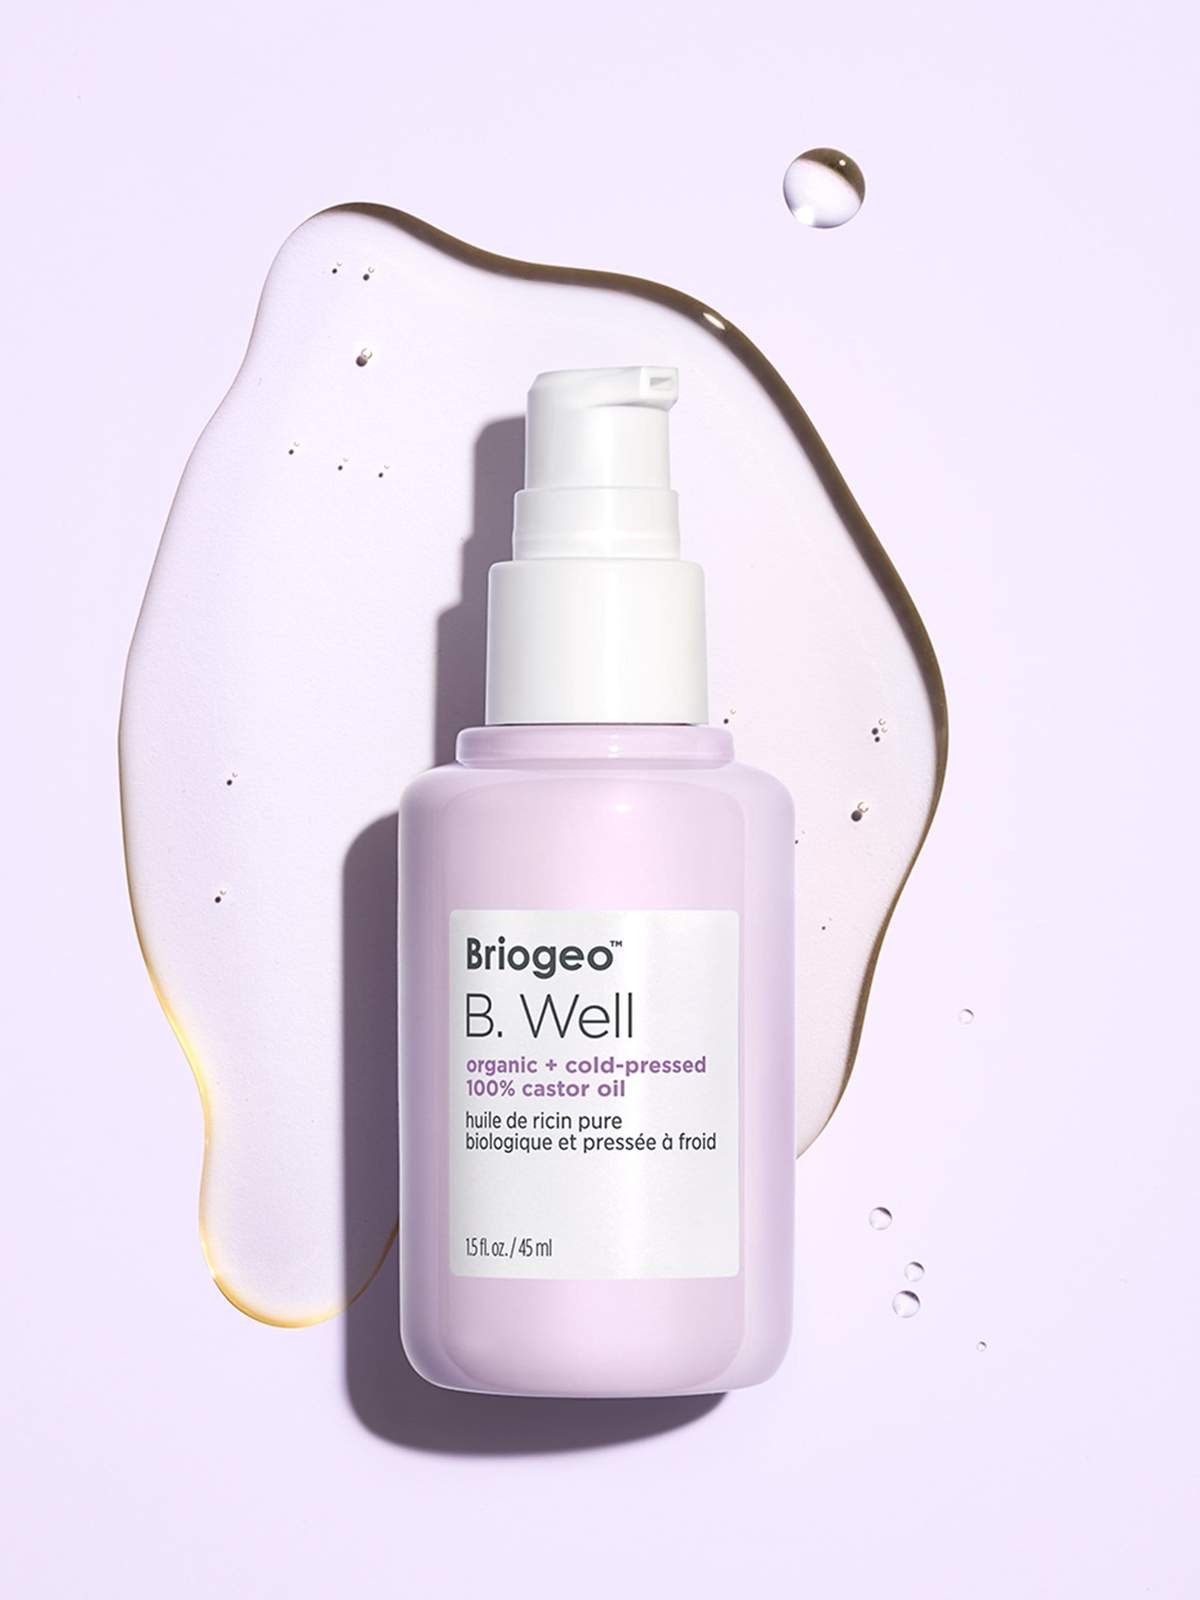 Briogeo™
B. Well
organic + cold-pressed
100% castor oil
huile de ricin pure
biologique et pressée à froid
1.5 fl. oz. / 45 ml